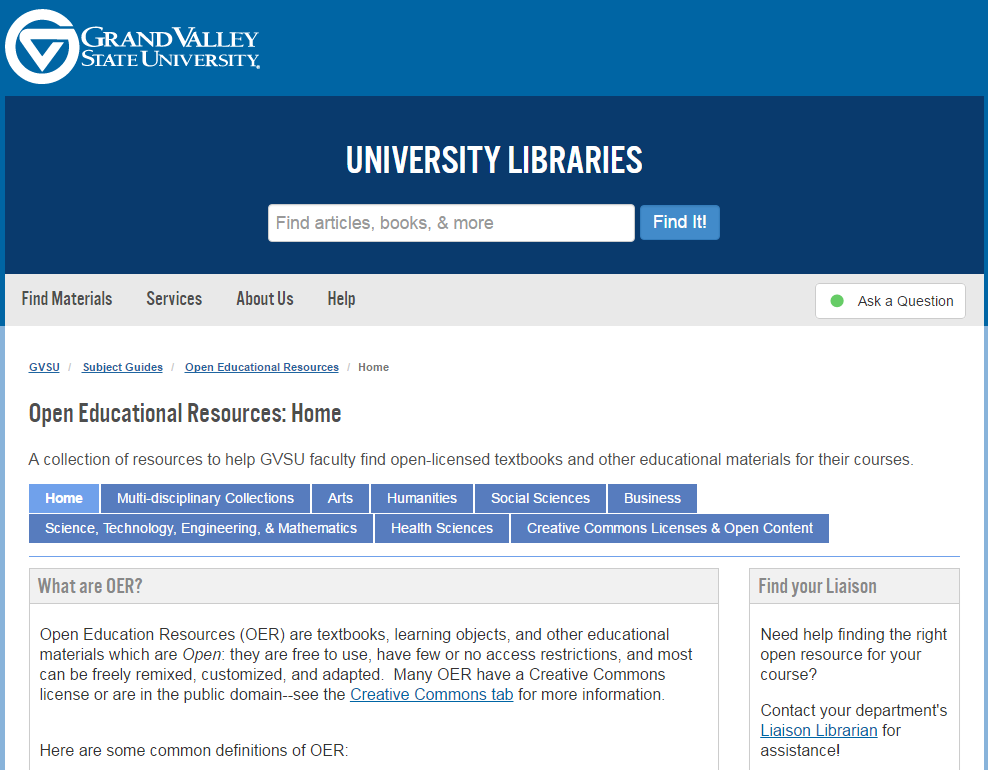 GRAND VALLEY
STATE UNIVERSITY.
UNIVERSITY LIBRARIES
Find articles, books, & more
Find It!
Find Materials
Services
About Us
Help
Ask a Question
GVSU / Subject Guides / Open Educational Resources / Home
Open Educational Resources: Home
A collection of resources to help GVSU faculty find open-licensed textbooks and other educational materials for their courses.
Home
Multi-disciplinary Collections
Arts
Humanities
Social Sciences
Business
Science, Technology, Engineering, & Mathematics
Health Sciences
Creative Commons Licenses & Open Content
What are OER?
Open Education Resources (OER) are textbooks, learning objects, and other educational
materials which are Open: they are free to use, have few or no access restrictions, and most
can be freely remixed, customized, and adapted.  Many OER have a Creative Commons
license or are in the public domain--see the Creative Commons tab for more information.
Here are some common definitions of OER:
Find your Liaison
Need help finding the right
open resource for your
course?
Contact your department's
Liaison Librarian for
assistance!